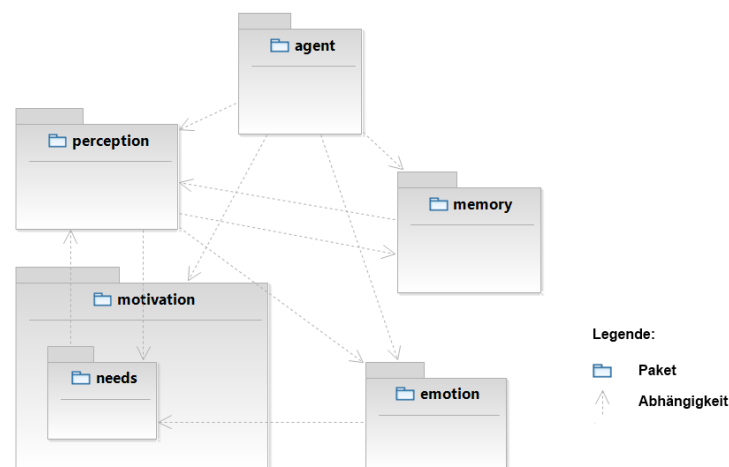 agent
perception
memory
motivation
needs
emotion
Legende:
Paket
Abhängigkeit